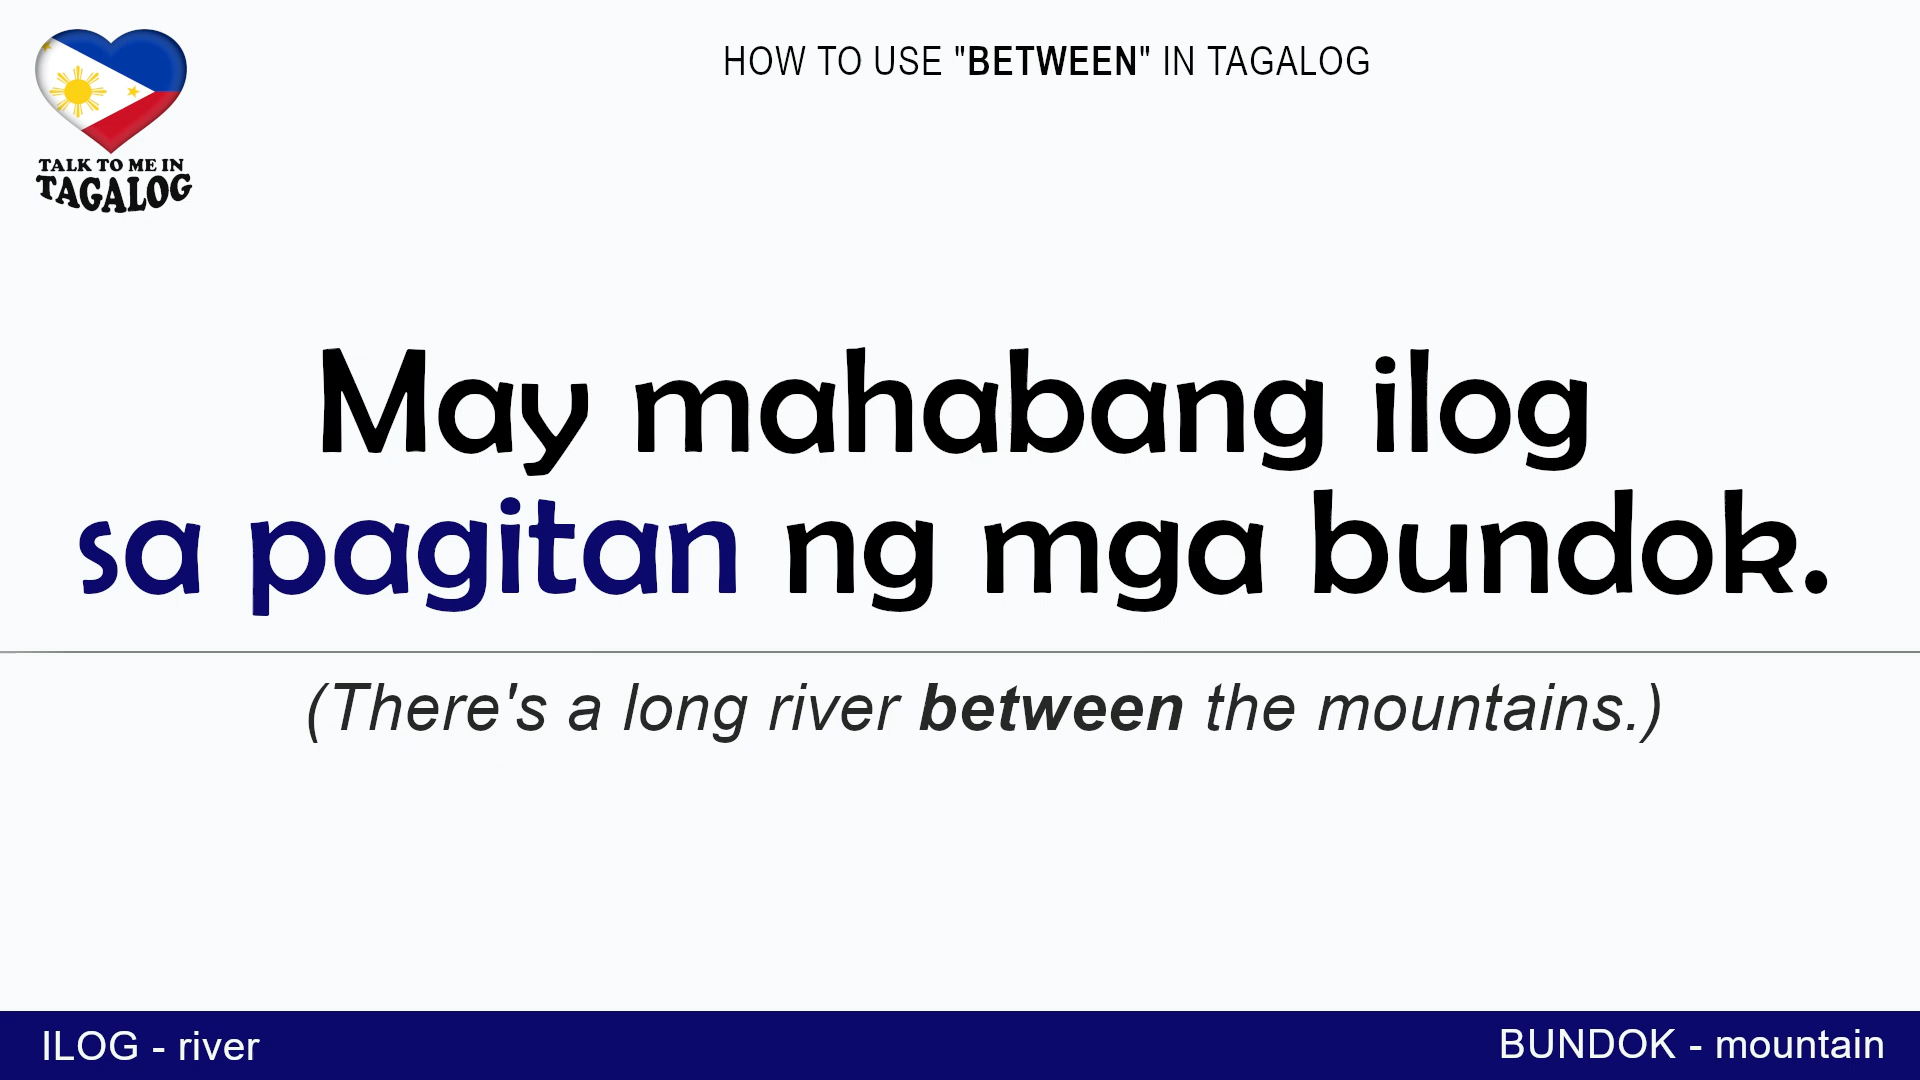 TALK TO ME IN
TAGALOG
HOW TO USE "BETWEEN" IN TAGALOG
May mahabang ilog
sa pagitan ng mga bundok.
(There's a long river between the mountains.)
ILOG - river
BUNDOK - mountain